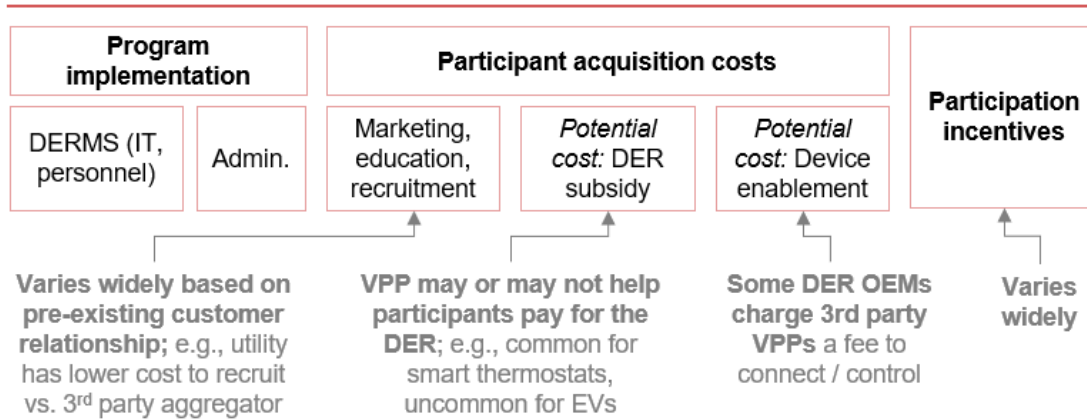 Program
implementation
Participant acquisition costs
Participation
incentives
DERMS (IT,
personnel)
Admin.
Marketing,
education,
recruitment
Potential
cost: DER
subsidy
Potential
cost: Device
enablement
Varies widely based on
pre-existing customer
relationship; e.g., utility
has lower cost to recruit
vs. 3rd party aggregator
VPP may or may not help
participants pay for the
DER; e.g., common for
smart thermostats,
uncommon for EVs
Some DER OEMs
charge 3rd party
VPPs a fee to
connect / control
Varies
widely